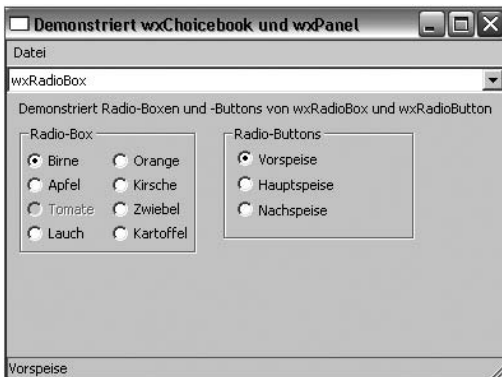 Demonstriert wxChoicebook und wxPanel
Datei
wxRadioBox
Demonstriert Radio-Boxen und -Buttons von wxRadioBox und wxRadioButton
Radio-Box
Radio-Buttons
Birne
Orange
Vorspeise
Apfel
Kirsche
Hauptspeise
Tomate
Zwiebel
Nachspeise
Lauch
Kartoffel
Vorspeise